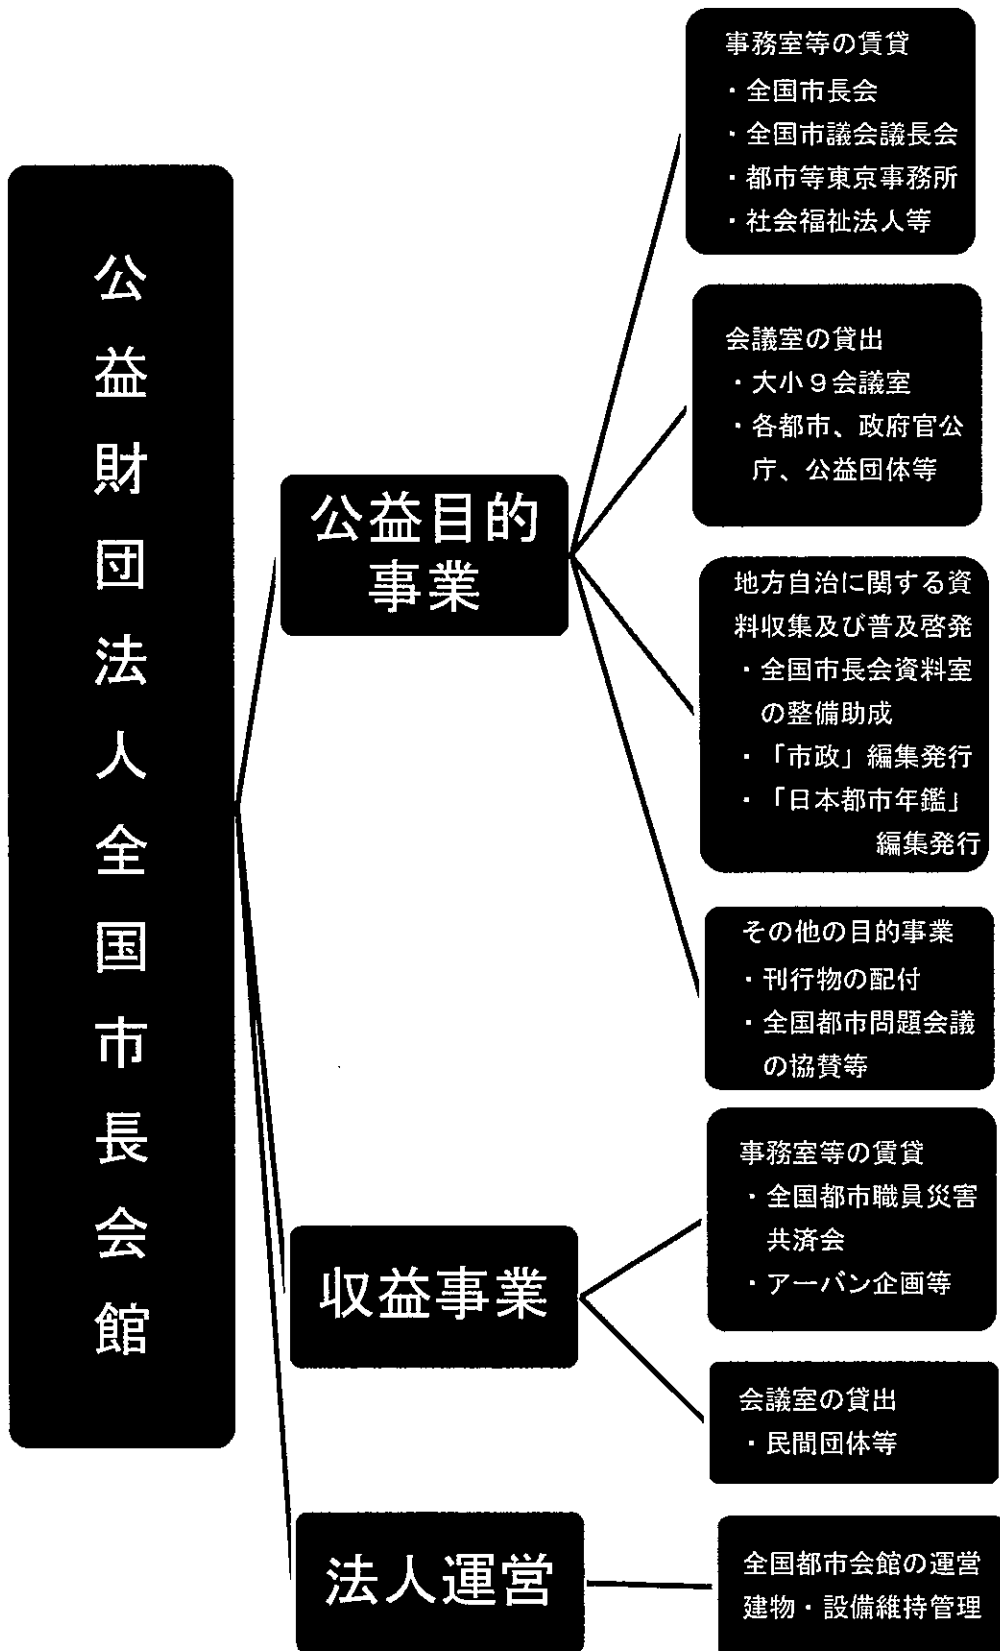 公益財団法人全国市長会館
公益目的
事業
事務室等の賃貸
・全国市長会
・全国市議会議長会
・都市等東京事務所
・社会福祉法人等
会議室の貸出
・大小９会議室
・各都市、政府官公
庁、公益団体等
地方自治に関する資
料収集及び普及啓発
・全国市長会資料室
の整備助成
・「市政」編集発行
・「日本都市年鑑」
編集発行
その他の目的事業
・刊行物の配付
・全国都市問題会議
の協賛等
収益事業
事務室等の賃貸
・全国都市職員災害
共済会
・アーバン企画等
会議室の貸出
・民間団体等
法人運営
全国都市会館の運営
建物・設備維持管理